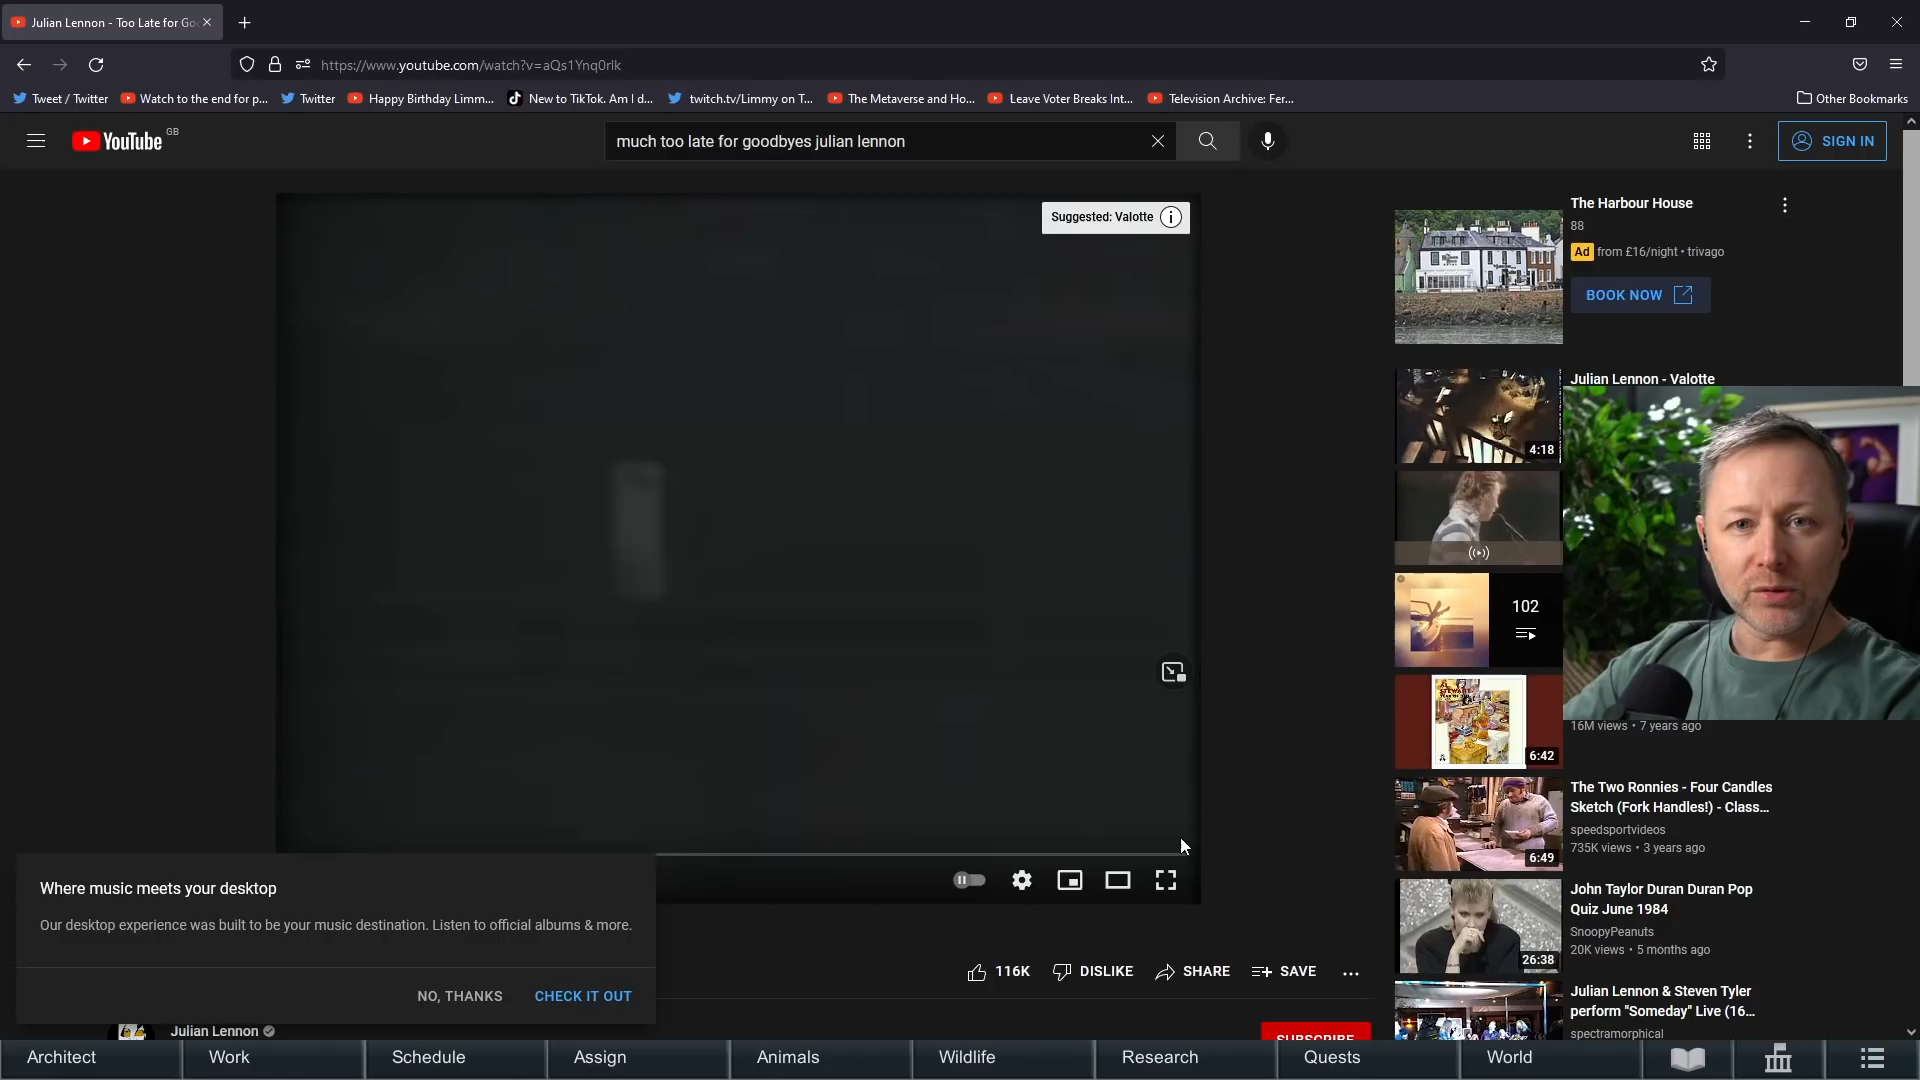 Julian Lennon - Too Late for Go
https://www.youtube.com/watch?v=aQs1Ynq0rlk
Tweet / Twitter
Watch to the end for p...
Twitter
Happy Birthday Limm...
New to TikTok. Am I d...
twitch.tv/Limmy on T...
The Metaverse and Ho...
Leave Voter Breaks Int...
Television Archive: Fer...
Other Bookmarks
YouTube GB
much too late for goodbyes julian lennon
SIGN IN
Suggested: Valotte
The Harbour House
88
Ad from £16/night • trivago
BOOK NOW
Julian Lennon - Valotte
4:18
102
16M views • 7 years ago
6:42
The Two Ronnies - Four Candles
Sketch (Fork Handles!) - Class...
speedsportvideos
735K views • 3 years ago
6:49
John Taylor Duran Duran Pop
Quiz June 1984
SnoopyPeanuts
20K views • 5 months ago
26:38
Julian Lennon & Steven Tyler
perform "Someday" Live (16...
spectramorphical
Where music meets your desktop
Our desktop experience was built to be your music destination. Listen to official albums & more.
NO, THANKS
CHECK IT OUT
116K
DISLIKE
SHARE
SAVE
Julian Lennon
SUBSCRIBE
Architect
Work
Schedule
Assign
Animals
Wildlife
Research
Quests
World